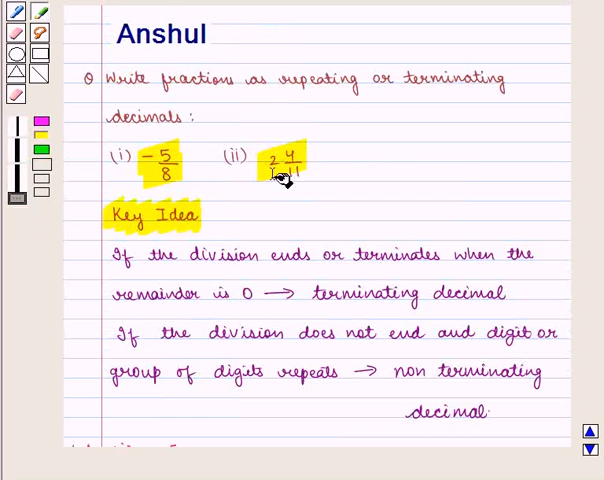 Anshul
Q Write fractions as repeating or terminating
decimals :
(i) -5/8 (ii) 2 4/11
Key Idea
If the division ends or terminates when the
remainder is 0 → terminating decimal
If the division does not end and digit or
group of digits repeats → non terminating
decimal.